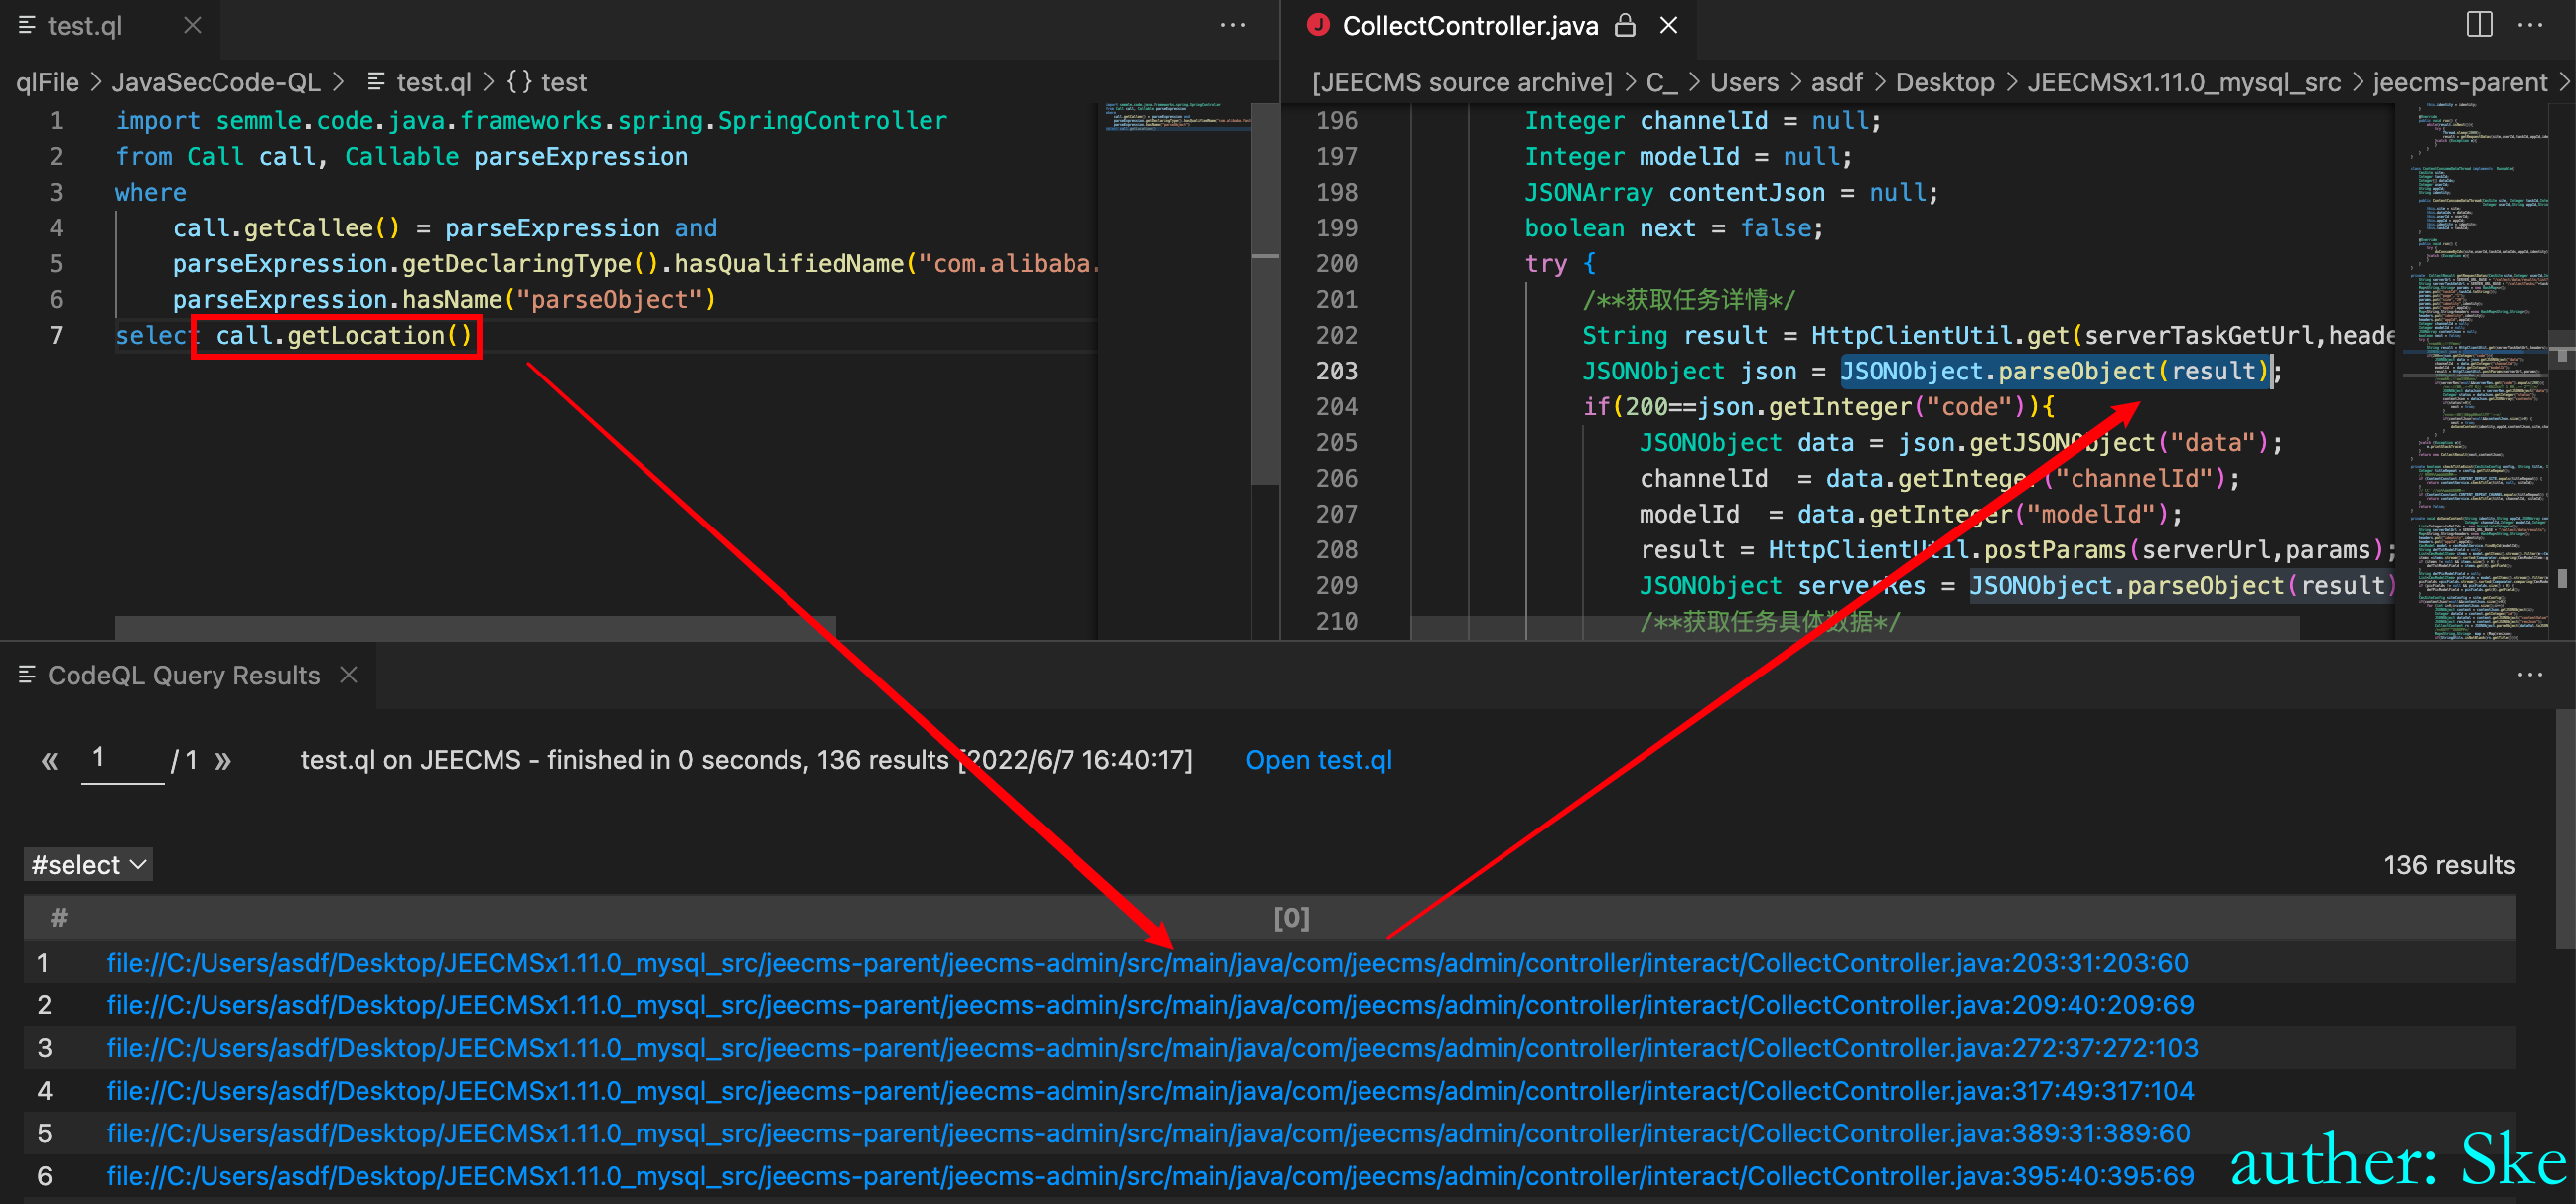 test.ql
qlFile > JavaSecCode-QL > test.ql > {} test
1 import semmle.code.java.frameworks.spring.SpringController
2 from Call call, Callable parseExpression
3 where
4 call.getCallee() = parseExpression and
5 parseExpression.getDeclaringType().hasQualifiedName("com.alibaba.
6 parseExpression.hasName("parseObject")
7 select call.getLocation()
J CollectController.java
[JEECMS source archive] > C_ > Users > asdf > Desktop > JEECMSx1.11.0_mysql_src > jeecms-parent >
196 Integer channelId = null;
197 Integer modelId = null;
198 JSONArray contentJson = null;
199 boolean next = false;
200 try {
201 /**获取任务详情*/
202 String result = HttpClientUtil.get(serverTaskGetUrl,heade
203 JSONObject json = JSONObject.parseObject(result);
204 if(200==json.getInteger("code")){
205 JSONObject data = json.getJSONObject("data");
206 channelId = data.getInteger("channelId");
207 modelId = data.getInteger("modelId");
208 result = HttpClientUtil.postParams(serverUrl,params);
209 JSONObject serverRes = JSONObject.parseObject(result)
210 /**获取任务具体数据*/
CodeQL Query Results
« 1 / 1 » test.ql on JEECMS - finished in 0 seconds, 136 results [2022/6/7 16:40:17] Open test.ql
#select 136 results
# [0]
1 file://C:/Users/asdf/Desktop/JEECMSx1.11.0_mysql_src/jeecms-parent/jeecms-admin/src/main/java/com/jeecms/admin/controller/interact/CollectController.java:203:31:203:60
2 file://C:/Users/asdf/Desktop/JEECMSx1.11.0_mysql_src/jeecms-parent/jeecms-admin/src/main/java/com/jeecms/admin/controller/interact/CollectController.java:209:40:209:69
3 file://C:/Users/asdf/Desktop/JEECMSx1.11.0_mysql_src/jeecms-parent/jeecms-admin/src/main/java/com/jeecms/admin/controller/interact/CollectController.java:272:37:272:103
4 file://C:/Users/asdf/Desktop/JEECMSx1.11.0_mysql_src/jeecms-parent/jeecms-admin/src/main/java/com/jeecms/admin/controller/interact/CollectController.java:317:49:317:104
5 file://C:/Users/asdf/Desktop/JEECMSx1.11.0_mysql_src/jeecms-parent/jeecms-admin/src/main/java/com/jeecms/admin/controller/interact/CollectController.java:389:31:389:60
6 file://C:/Users/asdf/Desktop/JEECMSx1.11.0_mysql_src/jeecms-parent/jeecms-admin/src/main/java/com/jeecms/admin/controller/interact/CollectController.java:395:40:395:69
auther: Ske